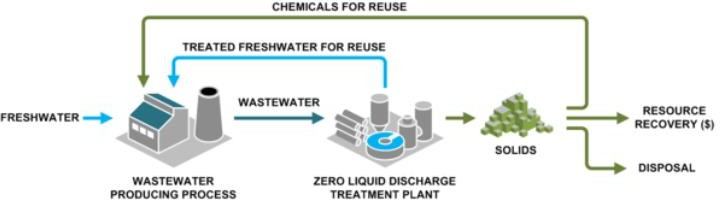 CHEMICALS FOR REUSE
TREATED FRESHWATER FOR REUSE
FRESHWATER
WASTEWATER
RESOURCE
RECOVERY ($)
SOLIDS
DISPOSAL
WASTEWATER
PRODUCING PROCESS
ZERO LIQUID DISCHARGE
TREATMENT PLANT